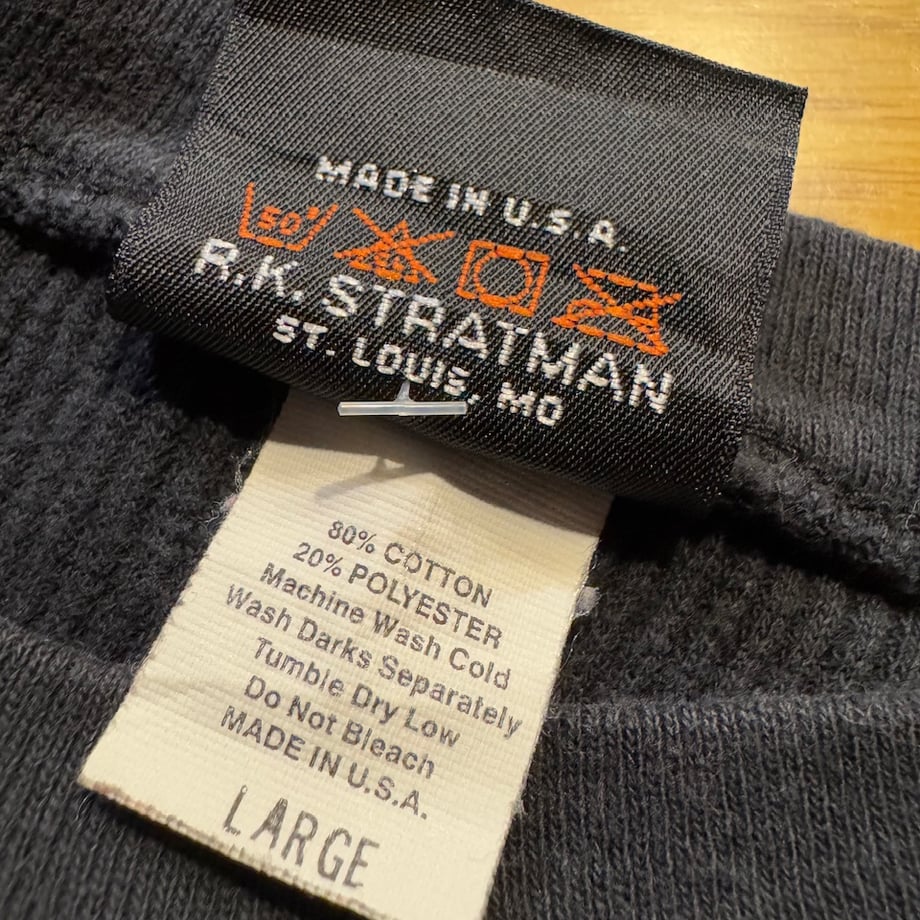 MADE IN U.S.A.
50°
R.K. STRATMAN
ST. LOUIS, MO
80% COTTON
20% POLYESTER
Machine Wash Cold
Wash Darks Separately
Tumble Dry Low
Do Not Bleach
MADE IN U.S.A.
LARGE